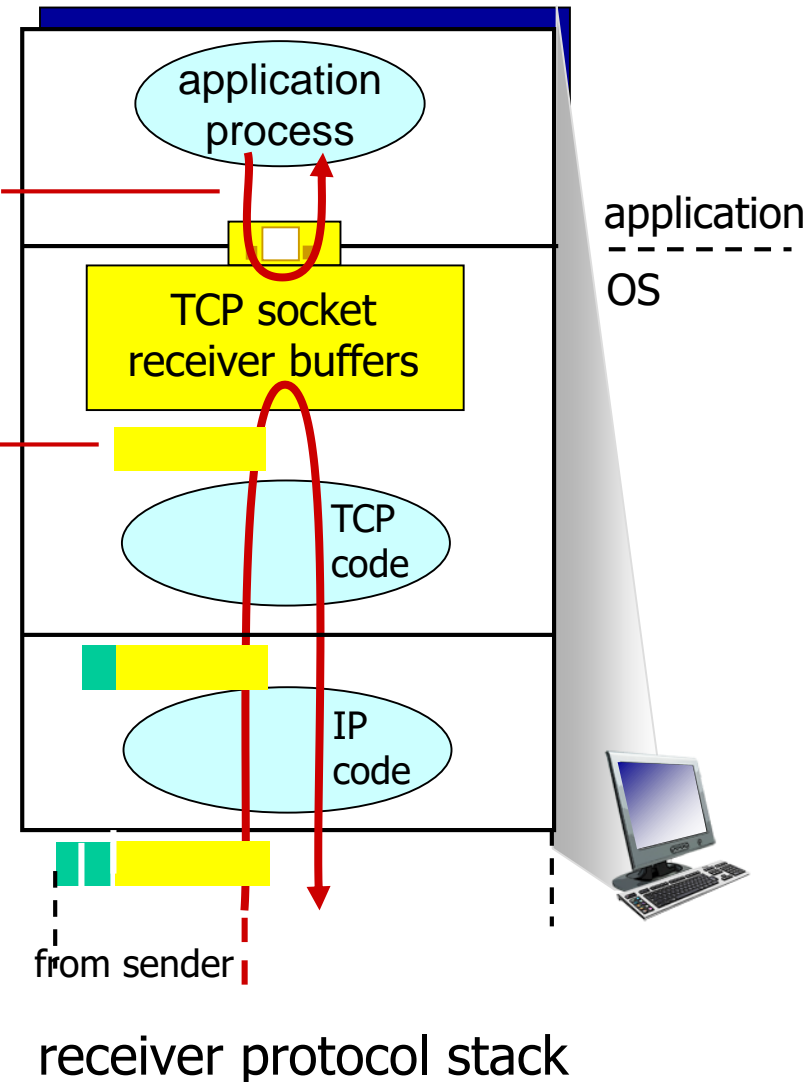 application
process
application
OS
TCP socket
receiver buffers
TCP
code
IP
code
from sender
receiver protocol stack